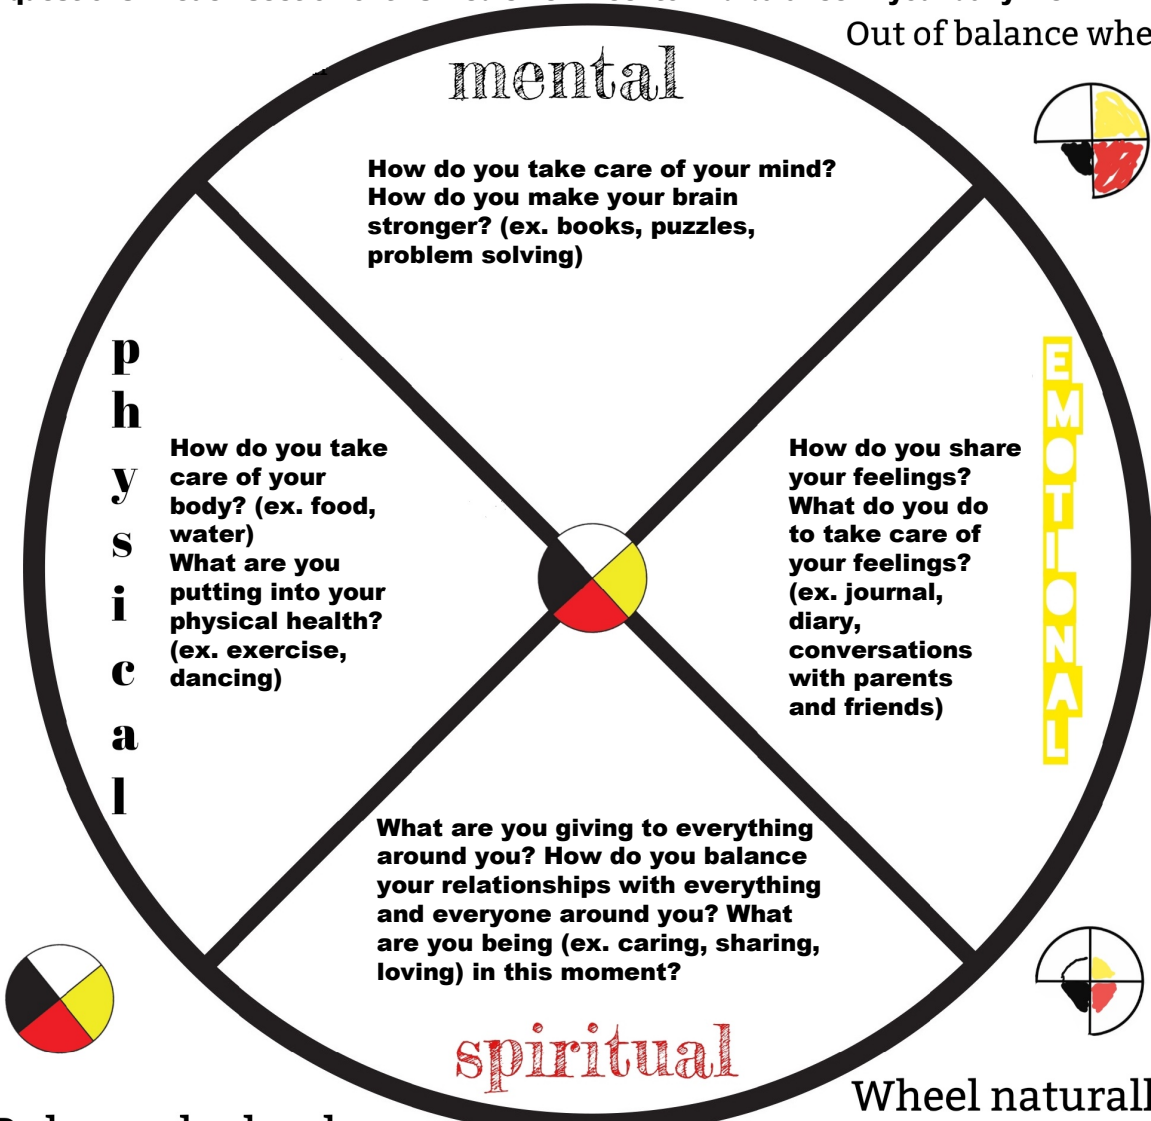 Out of balance whe
mental
How do you take care of your mind?
How do you make your brain
stronger? (ex. books, puzzles,
problem solving)
physical
How do you take
care of your
body? (ex. food,
water)
What are you
putting into your
physical health?
(ex. exercise,
dancing)
How do you share
your feelings?
What do you do
to take care of
your feelings?
(ex. journal,
diary,
conversations
with parents
and friends)
EMOTIONAL
What are you giving to everything
around you? How do you balance
your relationships with everything
and everyone around you? What
are you being (ex. caring, sharing,
loving) in this moment?
spiritual
Wheel naturall